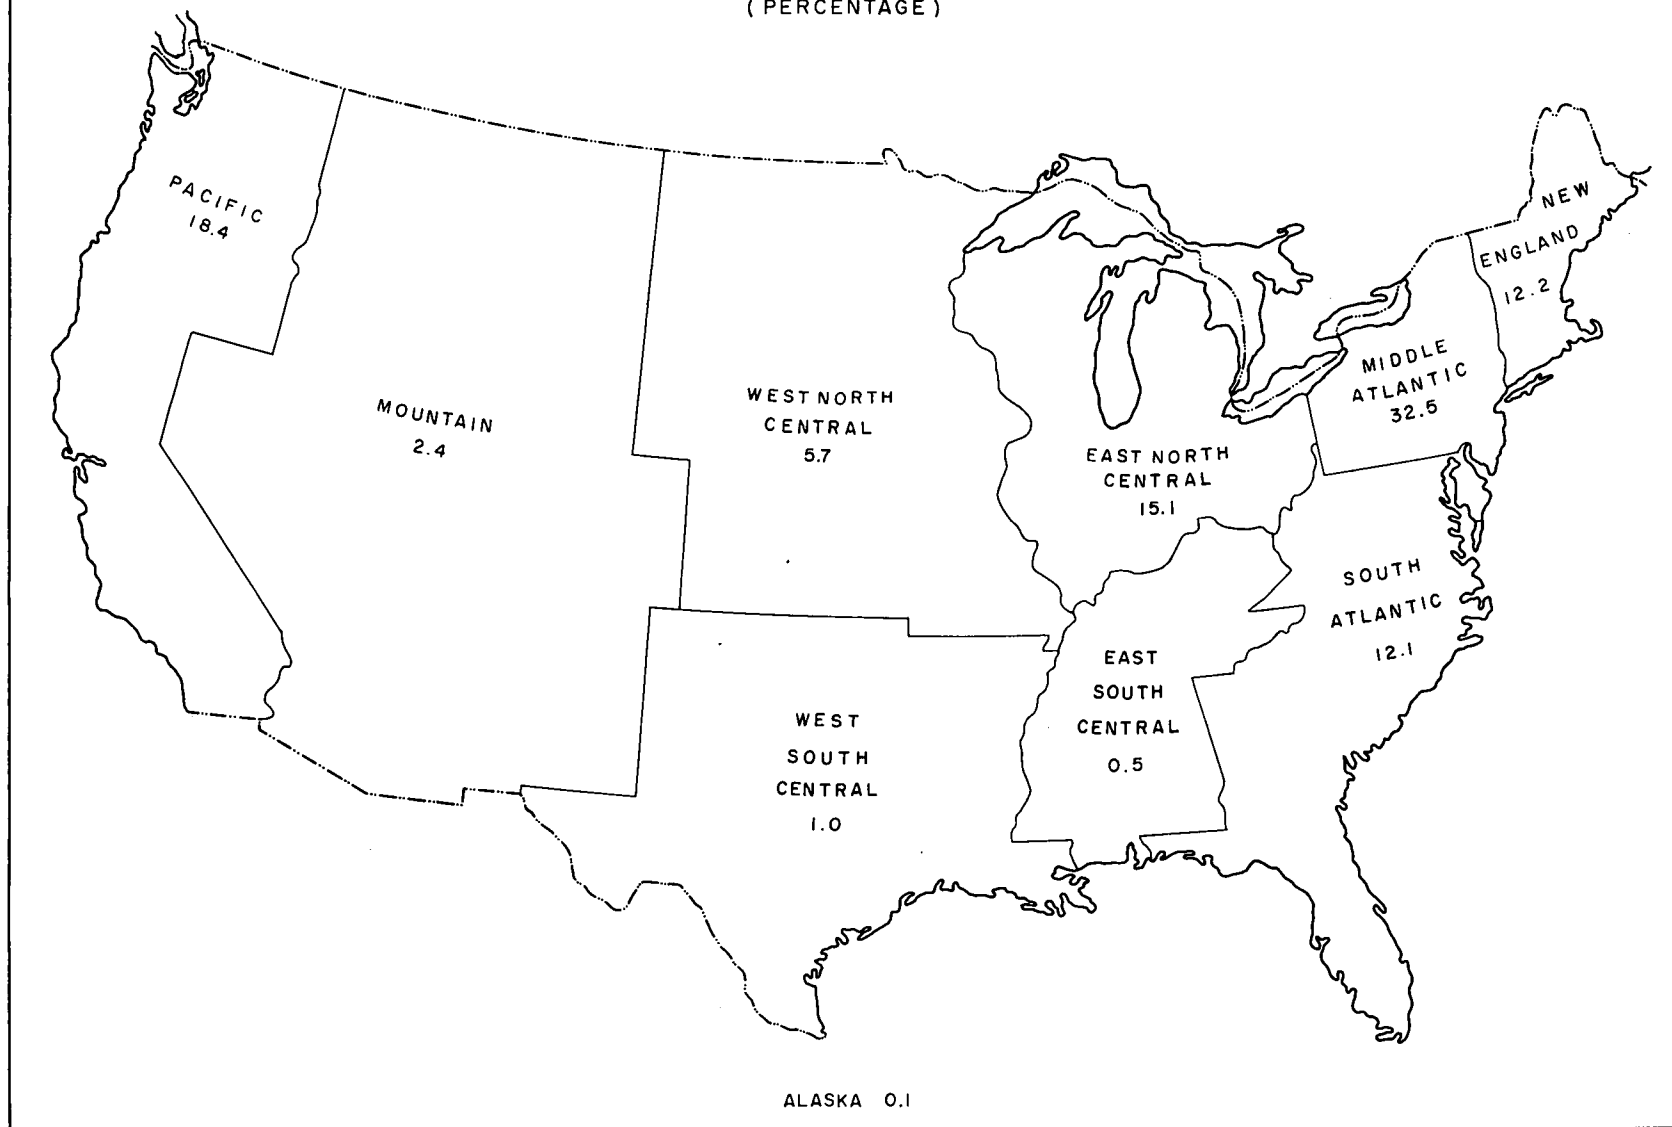 ( PERCENTAGE )
PACIFIC
18.4
MOUNTAIN
2.4
WEST NORTH
CENTRAL
5.7
EAST NORTH
CENTRAL
15.1
MIDDLE
ATLANTIC
32.5
NEW
ENGLAND
12.2
SOUTH
ATLANTIC
12.1
EAST
SOUTH
CENTRAL
0.5
WEST
SOUTH
CENTRAL
1.0
ALASKA 0.1